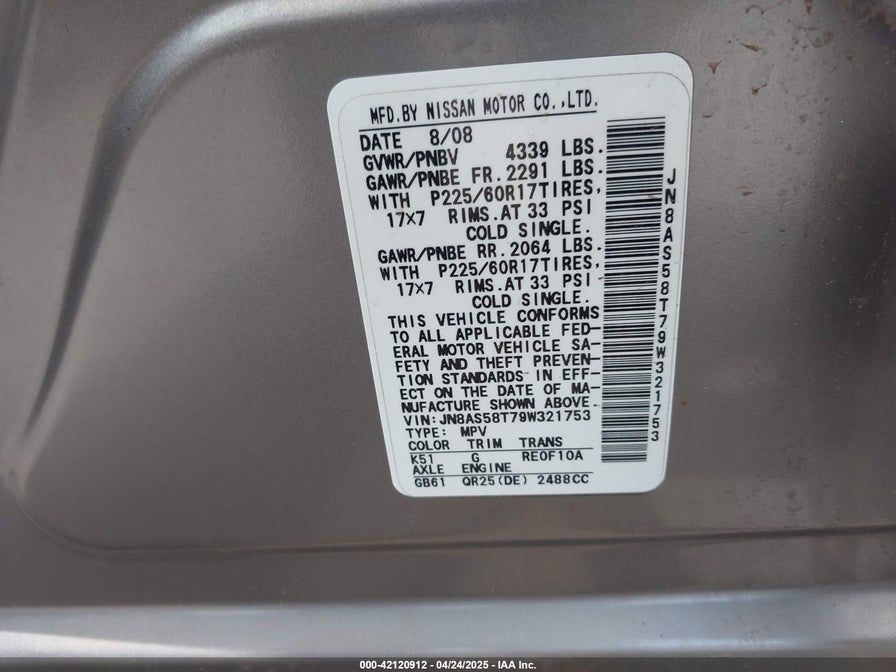 MFD.BY NISSAN MOTOR CO.,LTD.
DATE 8/08
GVWR/PNBV 4339 LBS.
GAWR/PNBE FR.2291 LBS.
WITH P225/60R17TIRES,
17×7 RIMS.AT 33 PSI
COLD SINGLE.
GAWR/PNBE RR.2064 LBS.
WITH P225/60R17TIRES,
17×7 RIMS.AT 33 PSI
COLD SINGLE.
THIS VEHICLE CONFORMS
TO ALL APPLICABLE FED-
ERAL MOTOR VEHICLE SA-
FETY AND THEFT PREVEN-
TION STANDARDS IN EFF-
ECT ON THE DATE OF MA-
NUFACTURE SHOWN ABOVE.
VIN:JN8AS58T79W321753
TYPE: MPV
COLOR TRIM TRANS
K51 G RE0F10A
AXLE ENGINE
GB61 QR25(DE) 2488CC
JN8AS58T79W321753
000-42120912 - 04/24/2025 - IAA Inc.